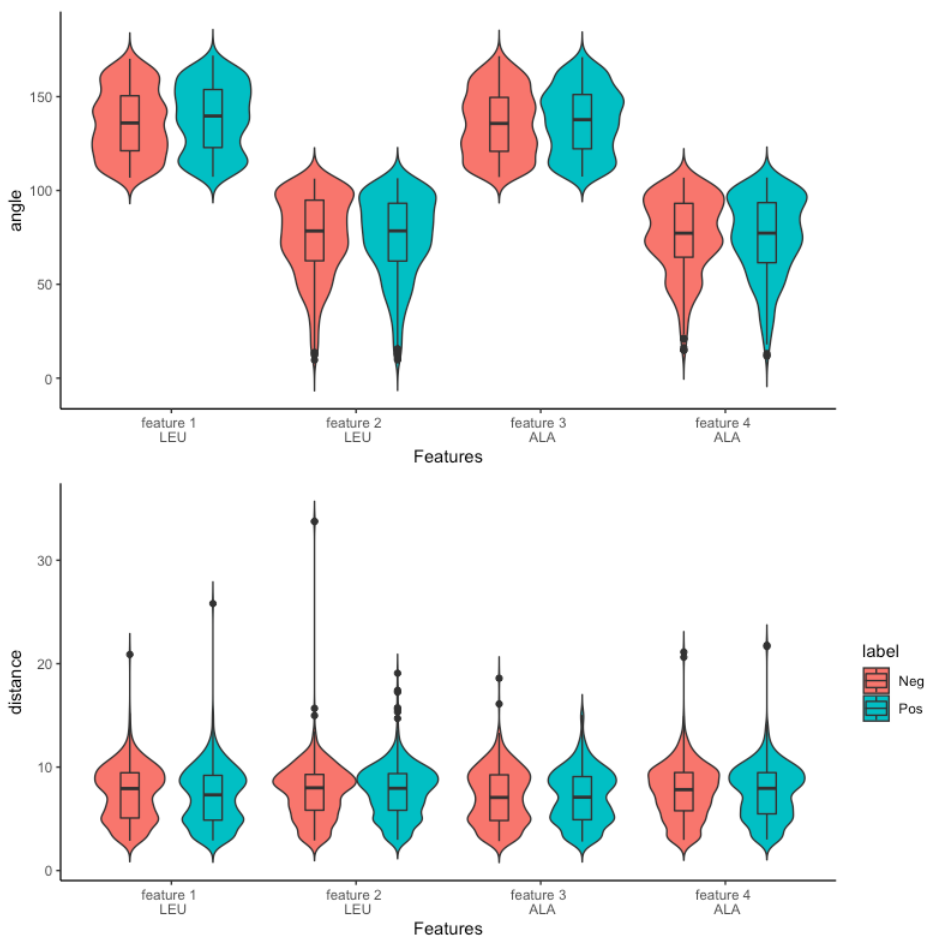 150
100
50
0
angle
feature 1 feature 2 feature 3 feature 4
LEU LEU ALA ALA
Features
30
20
10
0
distance
label
Neg
Pos
feature 1 feature 2 feature 3 feature 4
LEU LEU ALA ALA
Features